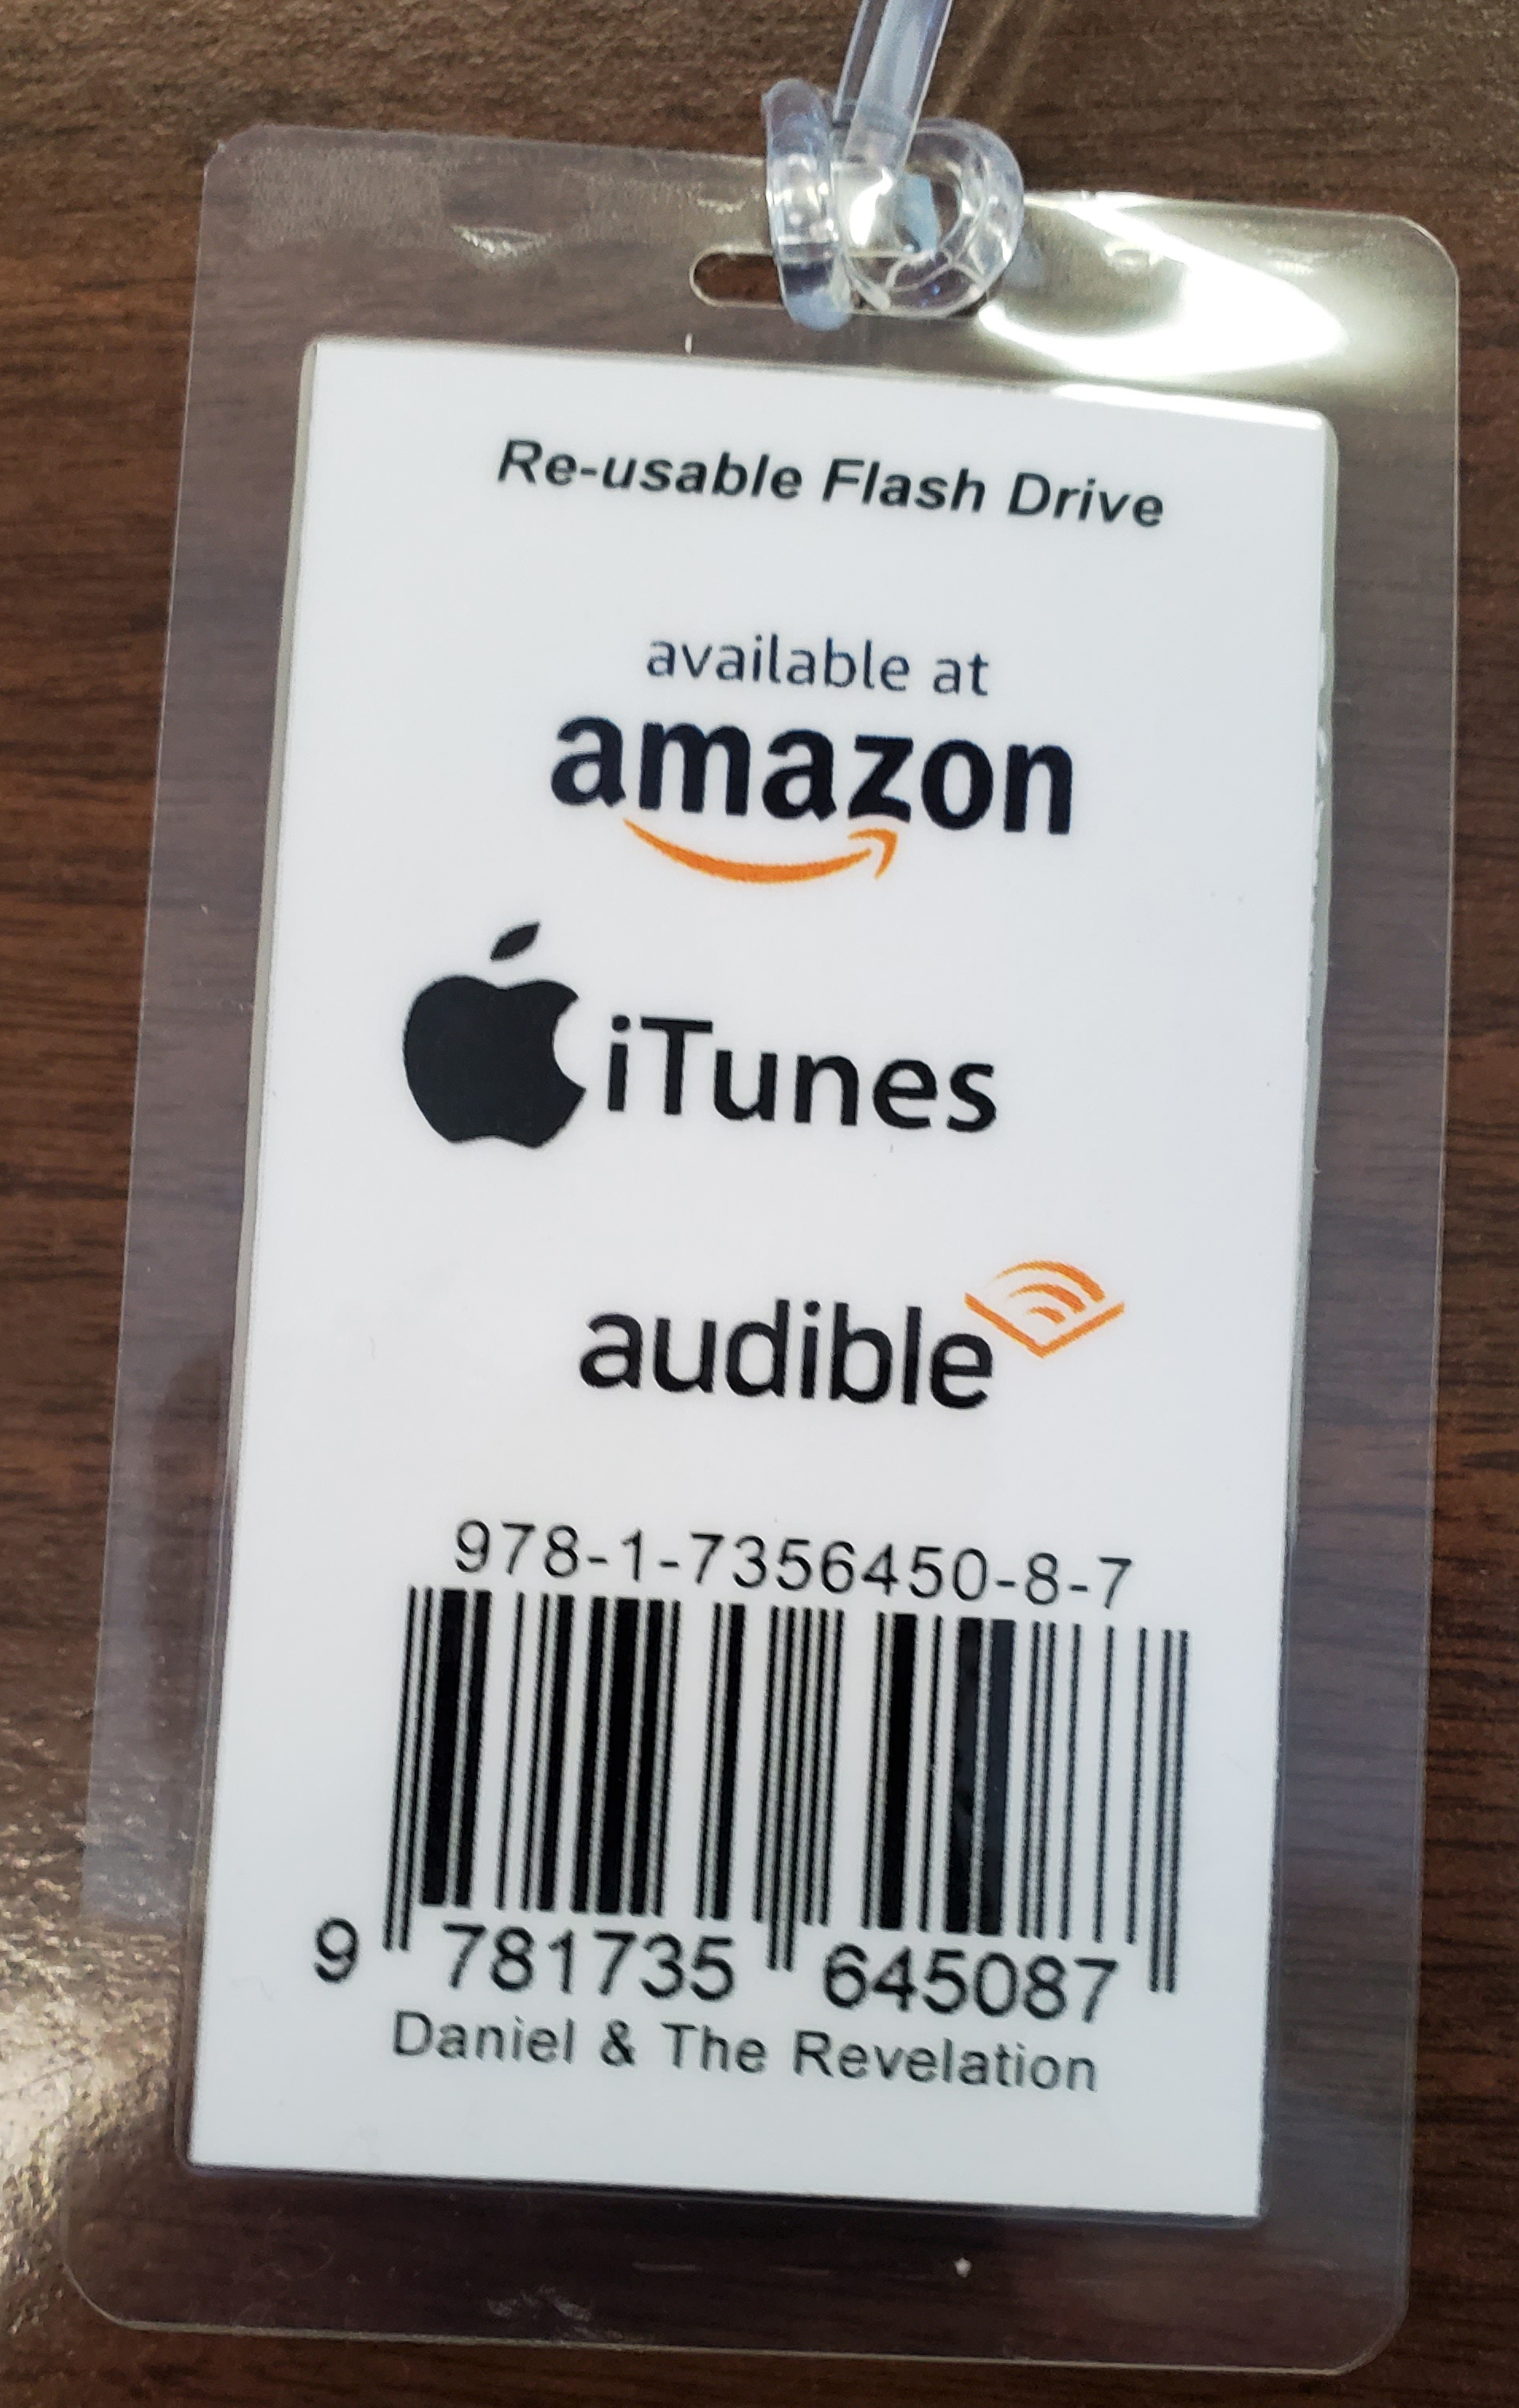 Re-usable Flash Drive
available at
amazon
iTunes
audible
978-1-7356450-8-7
9 781735 645087
Daniel & The Revelation